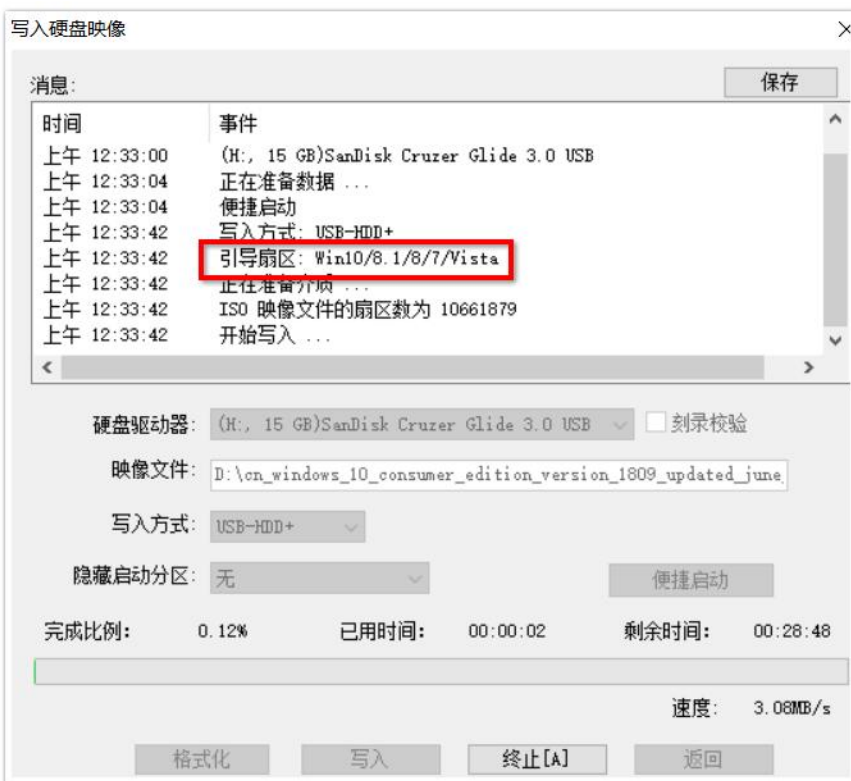 写入硬盘映像
消息:
保存
时间 事件
上午 12:33:00 (H:, 15 GB)SanDisk Cruzer Glide 3.0 USB
上午 12:33:04 正在准备数据 ...
上午 12:33:04 便捷启动
上午 12:33:42 写入方式: USB-HDD+
上午 12:33:42 引导扇区: Win10/8.1/8/7/Vista
上午 12:33:42 正在准备介质 ...
上午 12:33:42 ISO 映像文件的扇区数为 10661879
上午 12:33:42 开始写入 ...
硬盘驱动器: (H:, 15 GB)SanDisk Cruzer Glide 3.0 USB 刻录校验
映像文件: D:\cn_windows_10_consumer_edition_version_1809_updated_june
写入方式: USB-HDD+
隐藏启动分区: 无 便捷启动
完成比例: 0.12% 已用时间: 00:00:02 剩余时间: 00:28:48
速度: 3.08MB/s
格式化 写入 终止[A] 返回